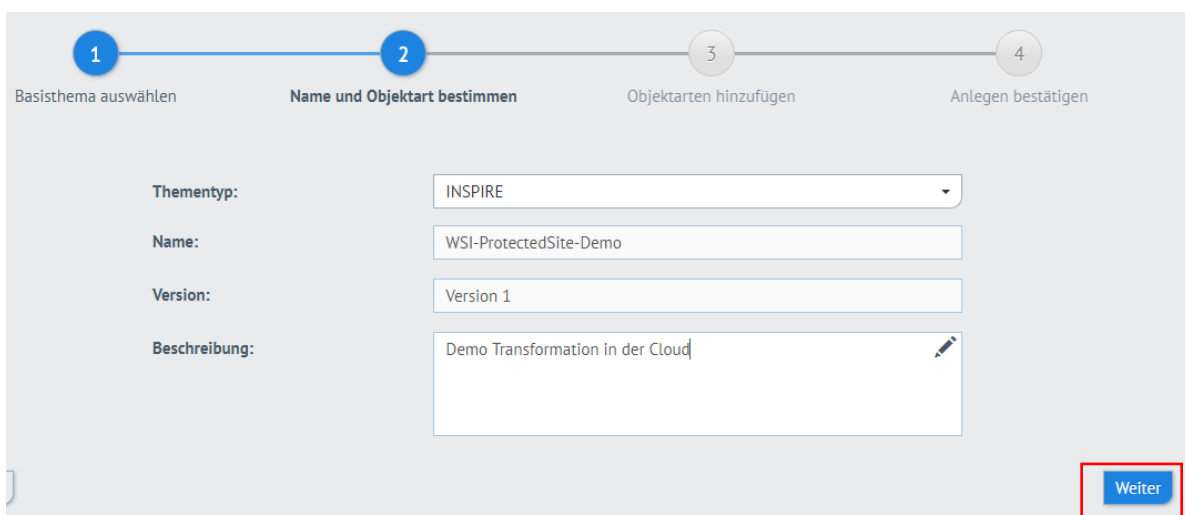 1
2
3
4
Basisthema auswählen
Name und Objektart bestimmen
Objektarten hinzufügen
Anlegen bestätigen
Thementyp:
INSPIRE
Name:
WSI-ProtectedSite-Demo
Version:
Version 1
Beschreibung:
Demo Transformation in der Cloud
Weiter